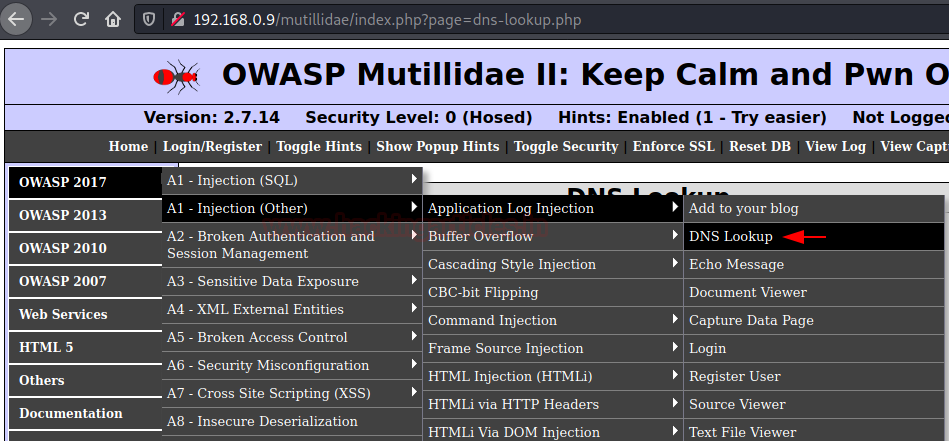 192.168.0.9/mutillidae/index.php?page=dns-lookup.php
OWASP Mutillidae II: Keep Calm and Pwn O
Version: 2.7.14 Security Level: 0 (Hosed) Hints: Enabled (1 - Try easier) Not Logge
Home | Login/Register | Toggle Hints | Show Popup Hints | Toggle Security | Enforce SSL | Reset DB | View Log | View Capt
OWASP 2017
OWASP 2013
OWASP 2010
OWASP 2007
Web Services
HTML 5
Others
Documentation
A1 - Injection (SQL)
A1 - Injection (Other)
A2 - Broken Authentication and
Session Management
A3 - Sensitive Data Exposure
A4 - XML External Entities
A5 - Broken Access Control
A6 - Security Misconfiguration
A7 - Cross Site Scripting (XSS)
A8 - Insecure Deserialization
DNS Lookup
Application Log Injection
Buffer Overflow
Cascading Style Injection
CBC-bit Flipping
Command Injection
Frame Source Injection
HTML Injection (HTMLi)
HTMLi via HTTP Headers
HTMLi Via DOM Injection
Add to your blog
DNS Lookup
Echo Message
Document Viewer
Capture Data Page
Login
Register User
Source Viewer
Text File Viewer